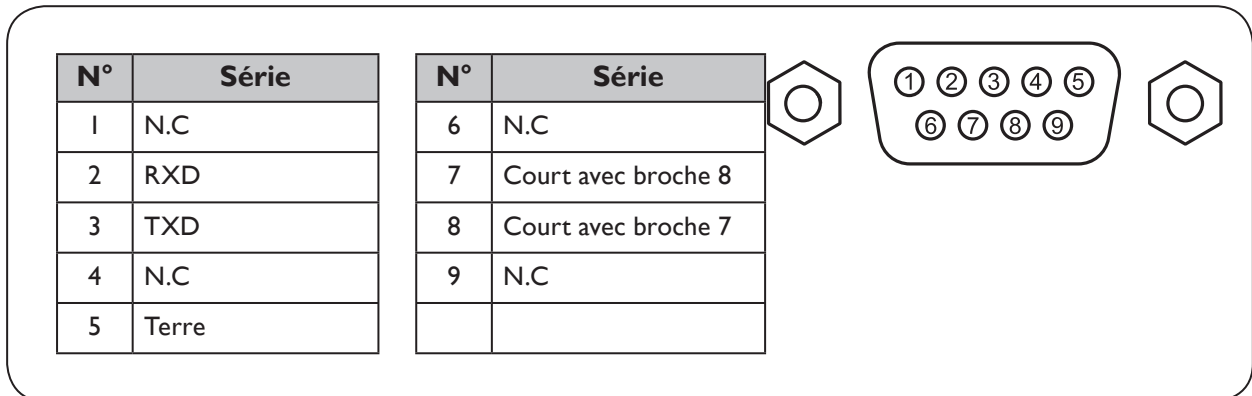 N° Série
1 N.C
2 RXD
3 TXD
4 N.C
5 Terre
N° Série
6 N.C
7 Court avec broche 8
8 Court avec broche 7
9 N.C
1 2 3 4 5
6 7 8 9